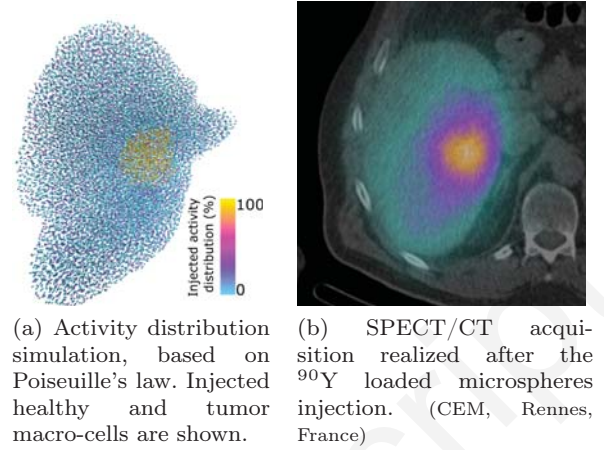 Injected activity
distribution (%)
100
0
(a) Activity distribution
simulation, based on
Poiseuille's law. Injected
healthy and tumor
macro-cells are shown.
(b) SPECT/CT acqui-
sition realized after the
⁹⁰Y loaded microspheres
injection. (CEM, Rennes,
France)